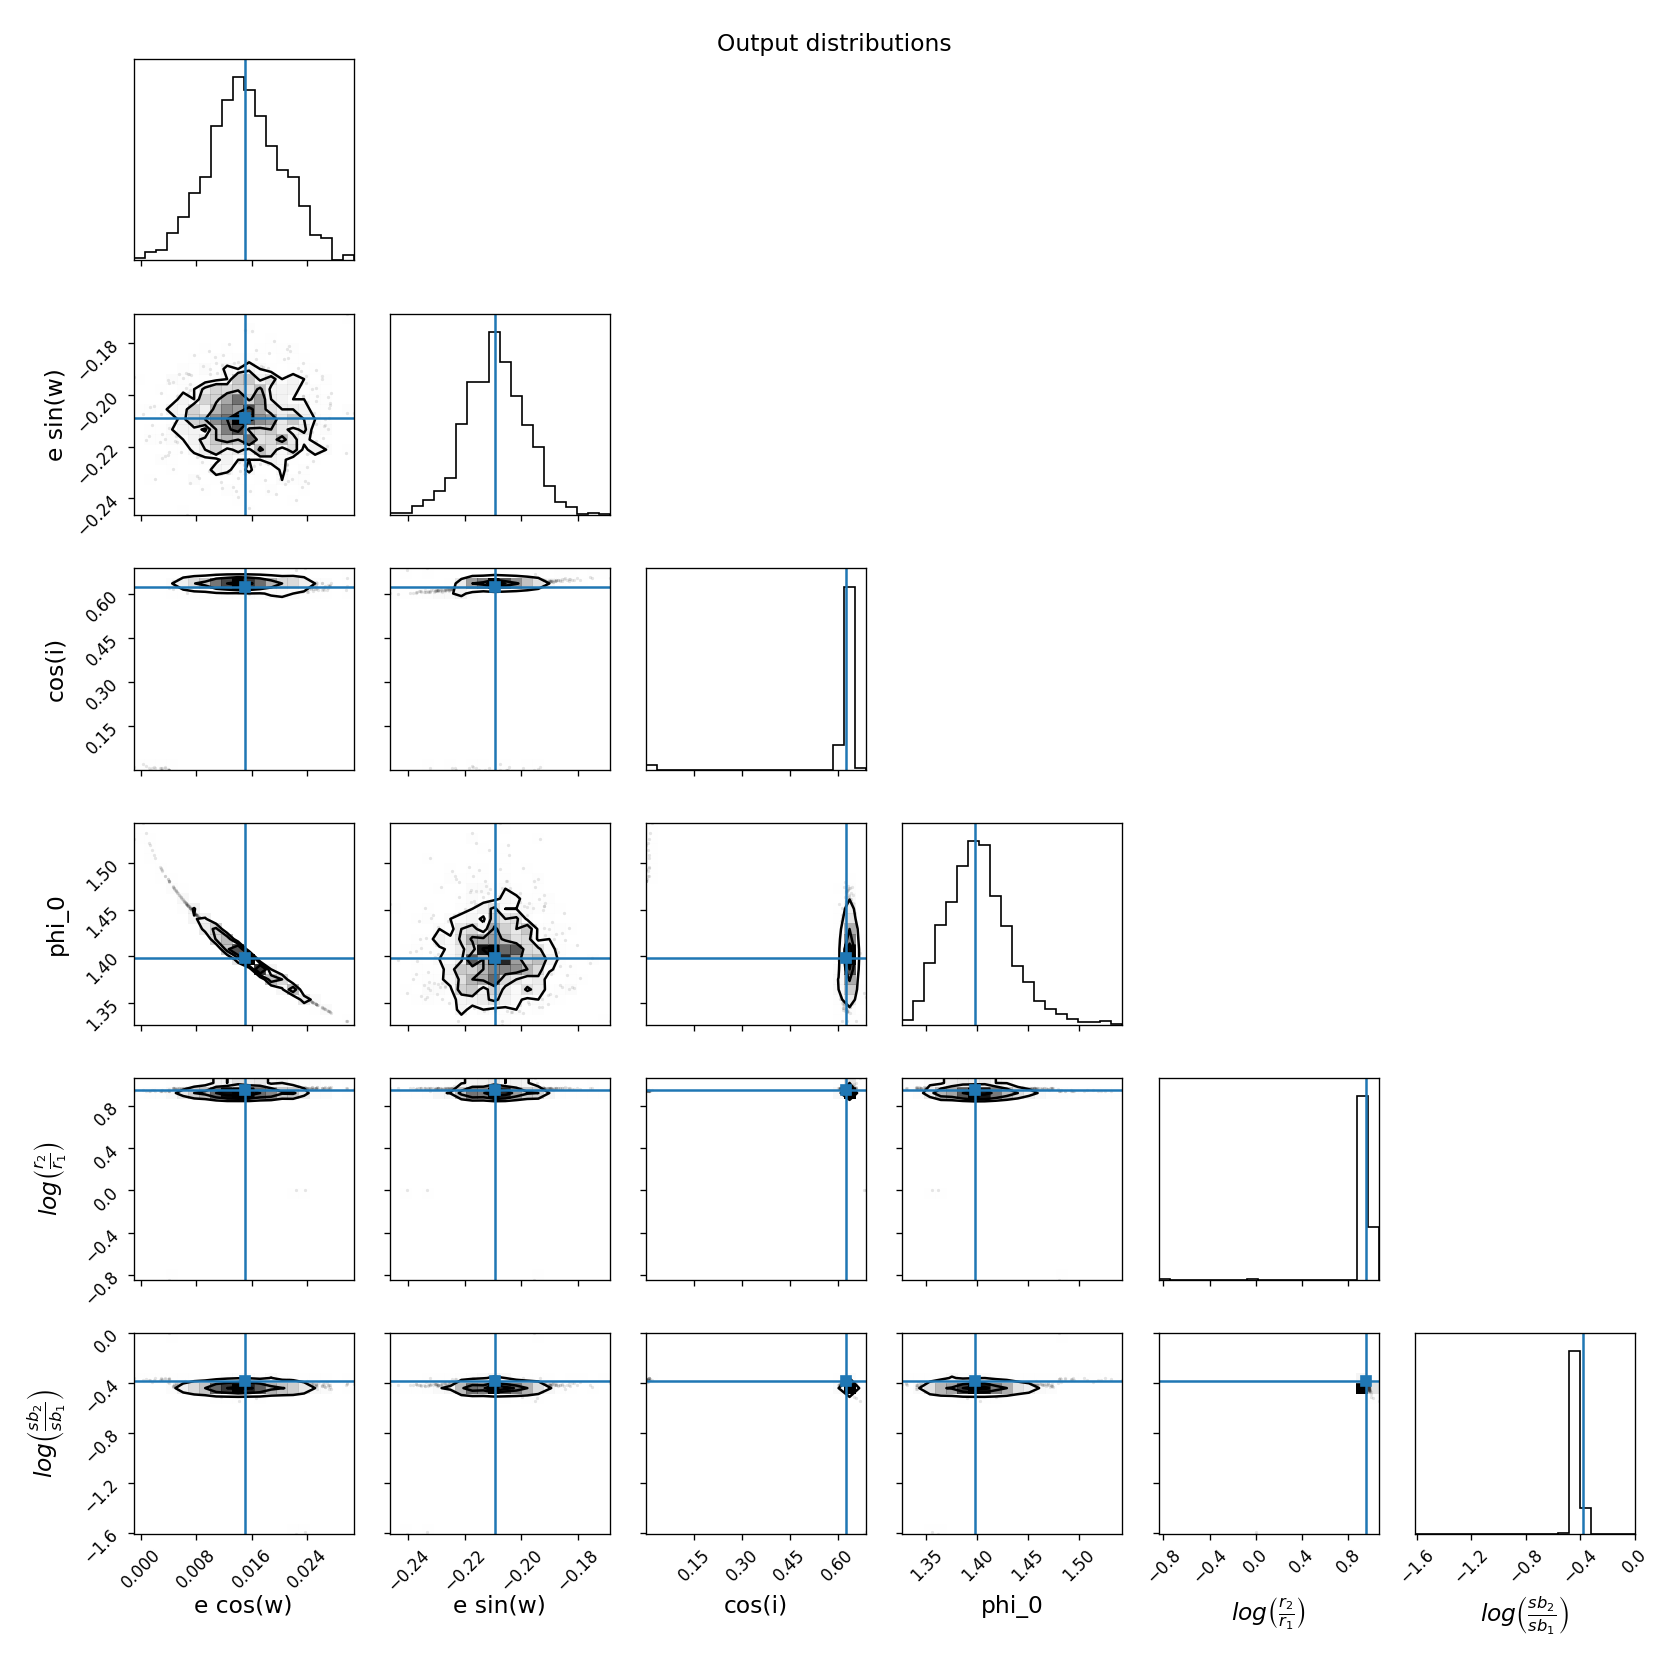 Output distributions
e sin(w)
−0.18
−0.20
−0.22
−0.24
cos(i)
0.60
0.45
0.30
0.15
phi_0
1.50
1.45
1.40
1.35
log(r₂/r₁)
0.8
0.4
0.0
−0.4
−0.8
log(sb₂/sb₁)
0.0
−0.4
−0.8
−1.2
−1.6
0.000 0.008 0.016 0.024
−0.24 −0.22 −0.20 −0.18
0.15 0.30 0.45 0.60
1.35 1.40 1.45 1.50
−0.8 −0.4 0.0 0.4 0.8
−1.6 −1.2 −0.8 −0.4 0.0
e cos(w)
e sin(w)
cos(i)
phi_0
log(r₂/r₁)
log(sb₂/sb₁)